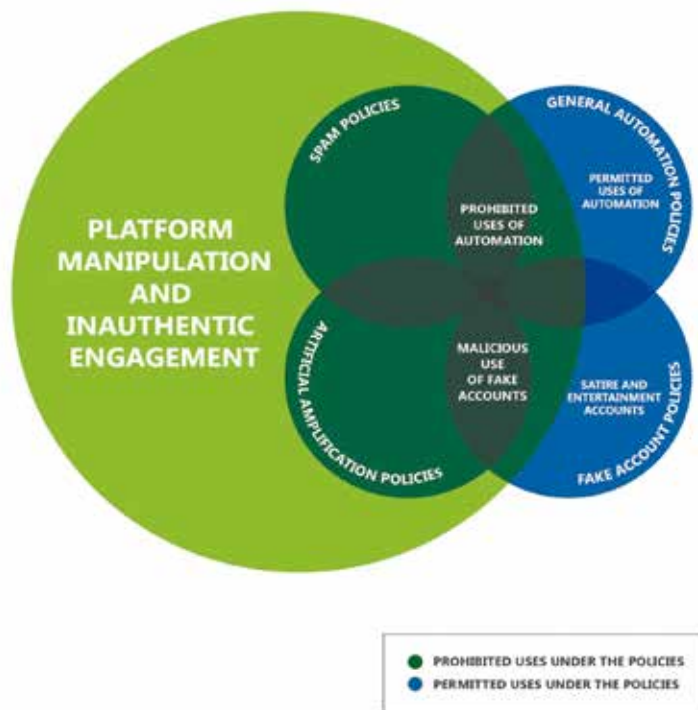 SPAM POLICIES
GENERAL AUTOMATION POLICIES
PERMITTED
USES OF
AUTOMATION
PROHIBITED
USES OF
AUTOMATION
PLATFORM
MANIPULATION
AND
INAUTHENTIC
ENGAGEMENT
ARTIFICIAL AMPLIFICATION POLICIES
MALICIOUS
USE
OF FAKE
ACCOUNTS
SATIRE AND
ENTERTAINMENT
ACCOUNTS
FAKE ACCOUNT POLICIES
PROHIBITED USES UNDER THE POLICIES
PERMITTED USES UNDER THE POLICIES